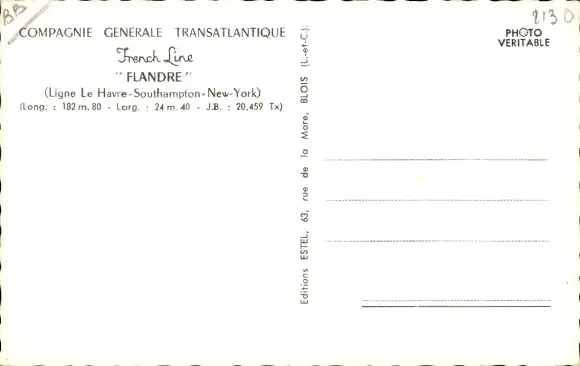 BB
2130
COMPAGNIE GENERALE TRANSATLANTIQUE
French Line
"FLANDRE"
(Ligne Le Havre-Southampton-New-York)
(Long. : 182 m. 80 - Larg. : 24 m. 40 - J.B. : 20,459 Tx)
Editions ESTEL, 63, rue de la Mare, BLOIS (L.-et-C.).
PHOTO
VERITABLE